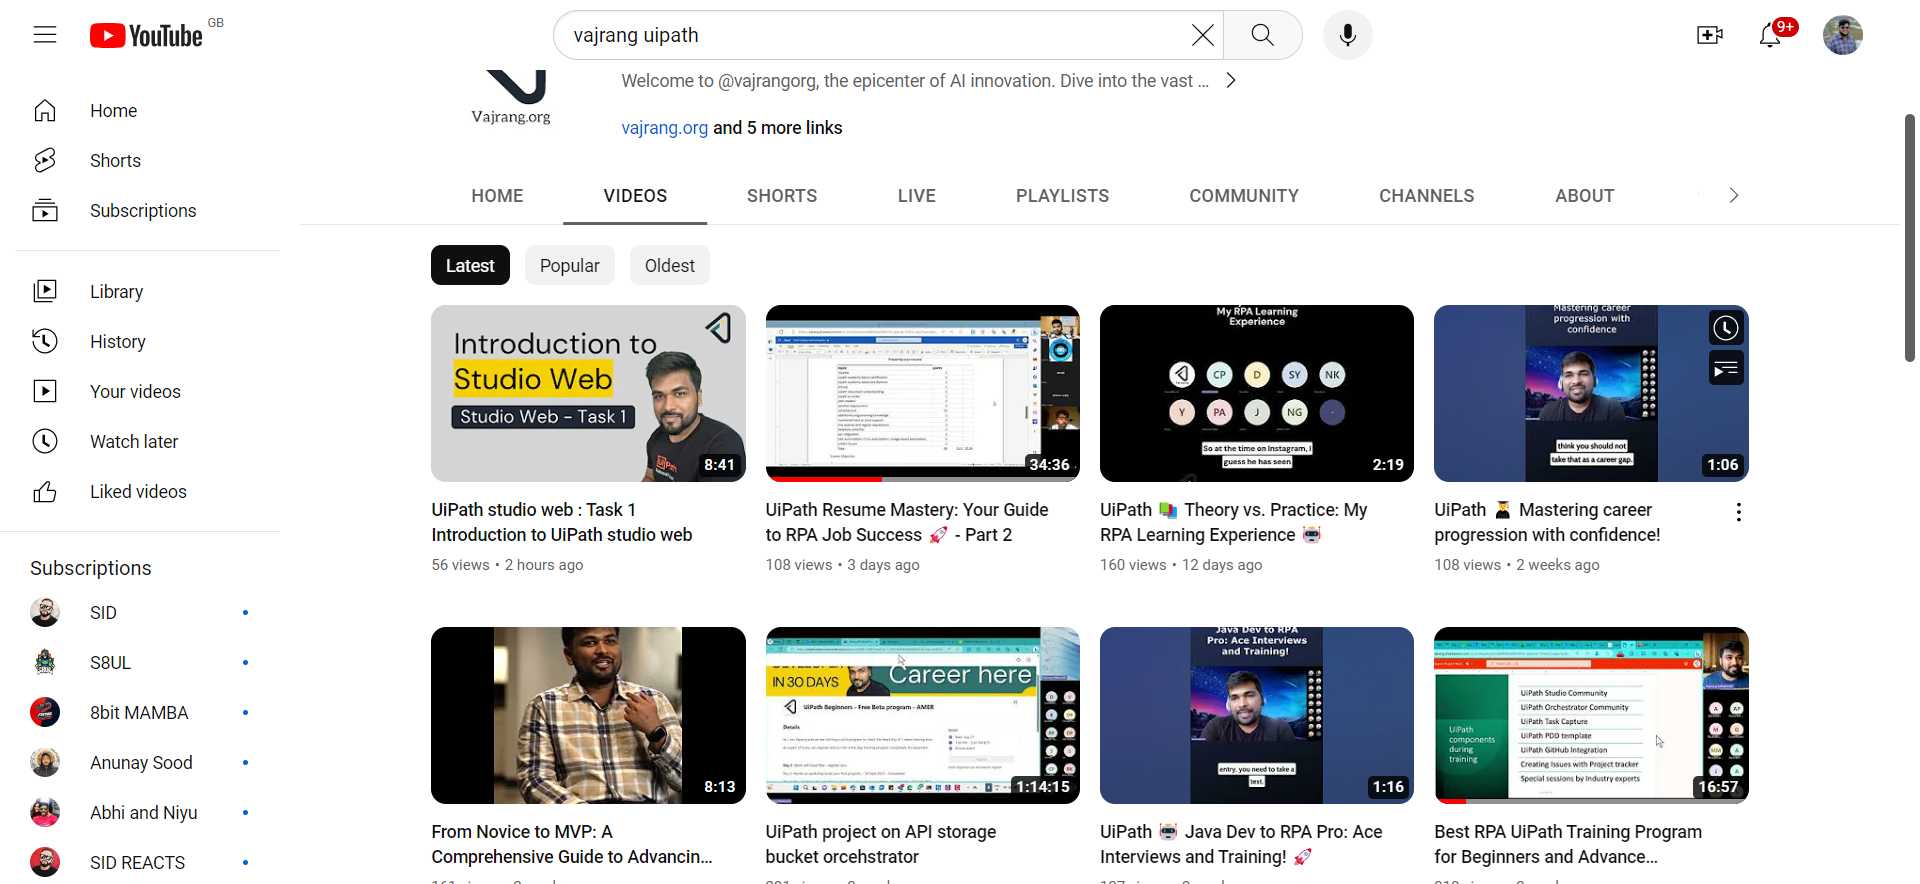 YouTube GB
vajrang uipath
9+
Home
Shorts
Subscriptions
Library
History
Your videos
Watch later
Liked videos
Subscriptions
SID
S8UL
8bit MAMBA
Anunay Sood
Abhi and Niyu
SID REACTS
Vajrang.org
Welcome to @vajrangorg, the epicenter of AI innovation. Dive into the vast ...
vajrang.org and 5 more links
HOME VIDEOS SHORTS LIVE PLAYLISTS COMMUNITY CHANNELS ABOUT
Latest Popular Oldest
Introduction to
Studio Web
Studio Web - Task 1
UiPath
8:41
UiPath studio web : Task 1
Introduction to UiPath studio web
56 views • 2 hours ago
34:36
UiPath Resume Mastery: Your Guide
to RPA Job Success 🚀 - Part 2
108 views • 3 days ago
My RPA Learning
Experience
CP D SY NK
Y PA J NG
So at the time on Instagram, I
guess he has seen
2:19
UiPath 📚 Theory vs. Practice: My
RPA Learning Experience 🤖
160 views • 12 days ago
Mastering career
progression with
confidence
think you should not
take that as a career gap.
1:06
UiPath 👨‍🎓 Mastering career
progression with confidence!
108 views • 2 weeks ago
8:13
From Novice to MVP: A
Comprehensive Guide to Advancin...
IN 30 DAYS
Career here
UiPath Beginners - Free Beta program - AMER
Details
1:14:15
UiPath project on API storage
bucket orcehstrator
Java Dev to RPA
Pro: Ace Interviews
and Training!
entry, you need to take a
test.
1:16
UiPath 🤖 Java Dev to RPA Pro: Ace
Interviews and Training! 🚀
UiPath
components
during
training
UiPath Studio Community
UiPath Orchestrator Community
UiPath Task Capture
UiPath PDD template
UiPath GitHub Integration
Creating Issues with Project tracker
Special sessions by Industry experts
16:57
Best RPA UiPath Training Program
for Beginners and Advance...